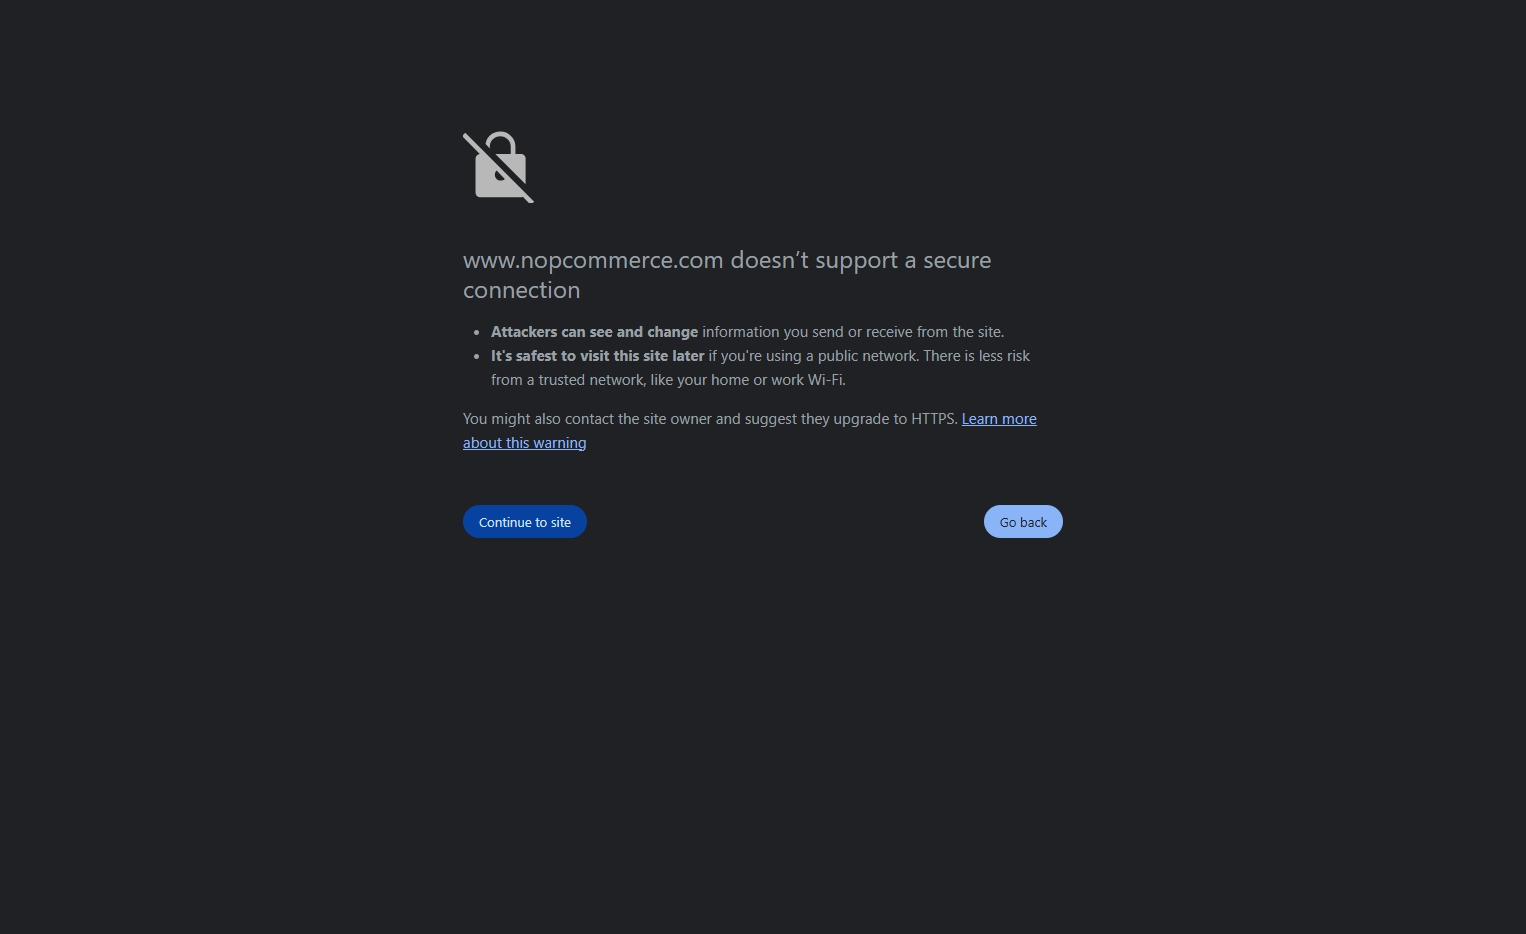 www.nopcommerce.com doesn’t support a secure
connection
• Attackers can see and change information you send or receive from the site.
• It's safest to visit this site later if you're using a public network. There is less risk
from a trusted network, like your home or work Wi-Fi.
You might also contact the site owner and suggest they upgrade to HTTPS. Learn more
about this warning
Continue to site
Go back